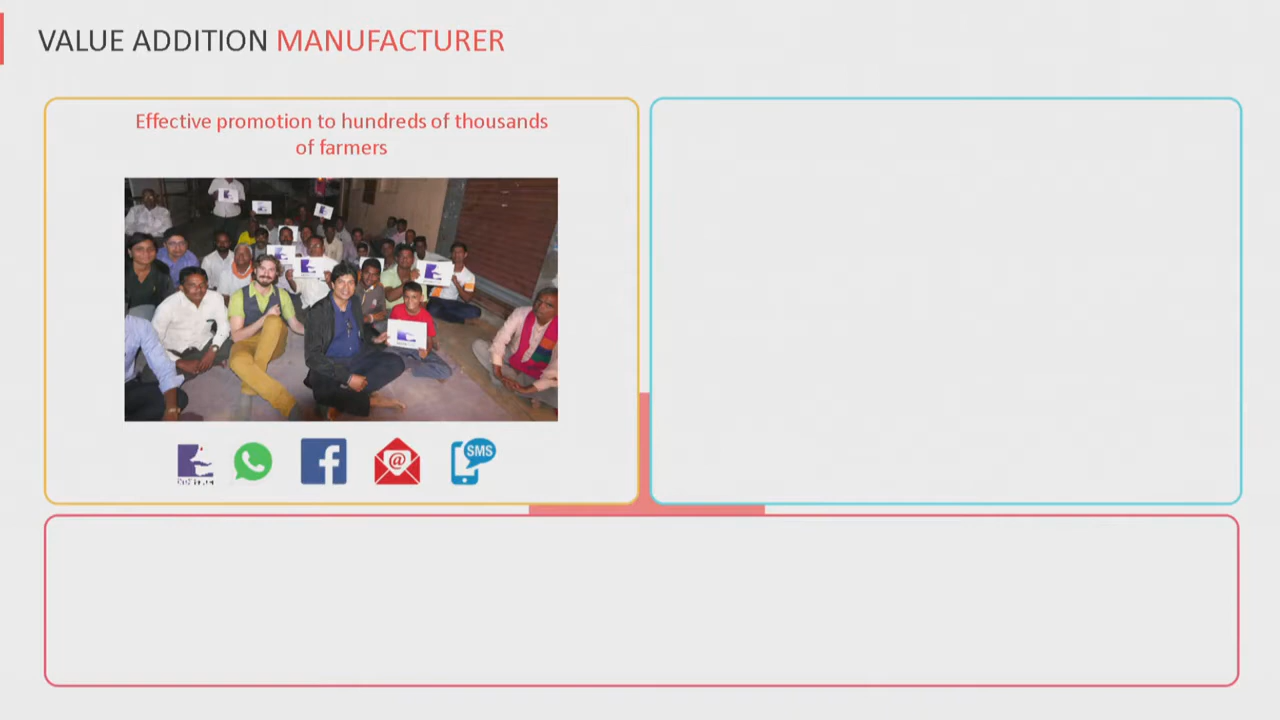 VALUE ADDITION MANUFACTURER
Effective promotion to hundreds of thousands
of farmers
@
SMS